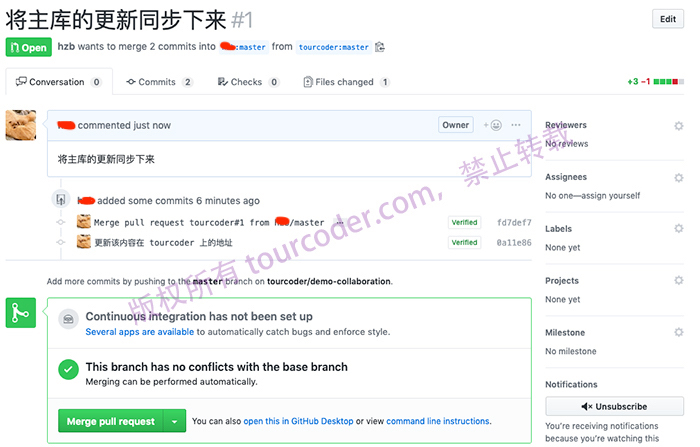 将主库的更新同步下来 #1
Edit
Open hzb wants to merge 2 commits into :master from tourcoder:master
Conversation 0 Commits 2 Checks 0 Files changed 1
+3 −1
commented just now Owner
将主库的更新同步下来
added some commits 6 minutes ago
Merge pull request tourcoder#1 from /master ... Verified fd7def7
更新该内容在 tourcoder 上的地址 Verified 0a11e86
Add more commits by pushing to the master branch on tourcoder/demo-collaboration.
Continuous integration has not been set up
Several apps are available to automatically catch bugs and enforce style.
This branch has no conflicts with the base branch
Merging can be performed automatically.
Merge pull request You can also open this in GitHub Desktop or view command line instructions.
Reviewers
No reviews
Assignees
No one—assign yourself
Labels
None yet
Projects
None yet
Milestone
No milestone
Notifications
Unsubscribe
You're receiving notifications
because you're watching this
版权所有 tourcoder.com，禁止转载